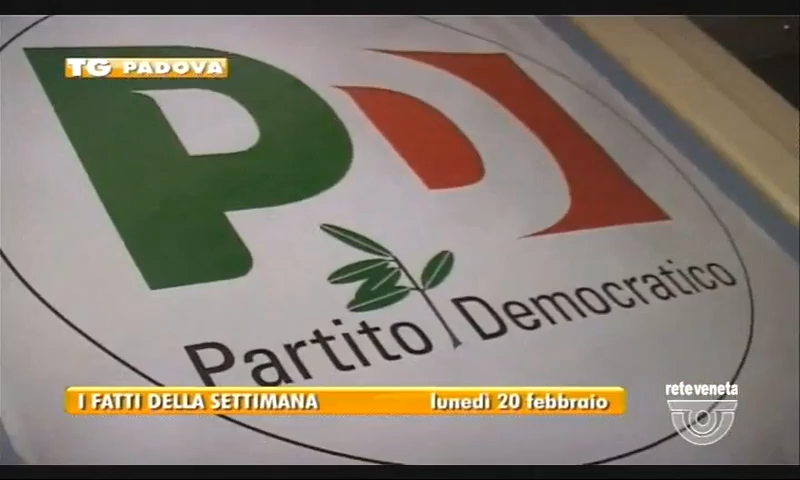 TG PADOVA
PD
Partito Democratico
I FATTI DELLA SETTIMANA lunedì 20 febbraio
reteveneta